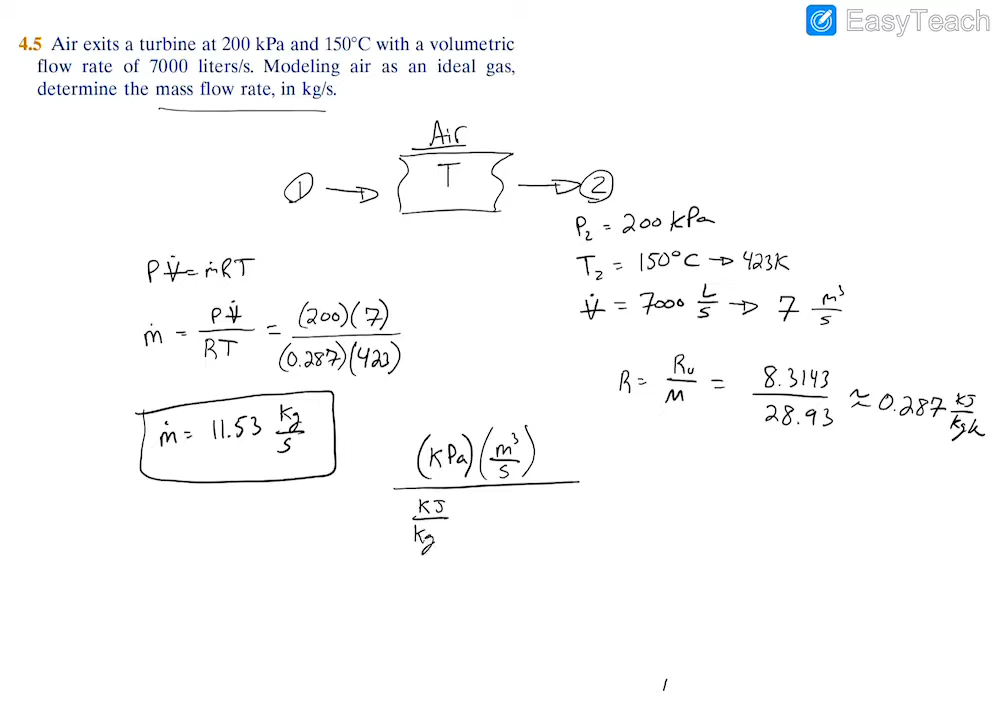 EasyTeach
4.5 Air exits a turbine at 200 kPa and 150°C with a volumetric
flow rate of 7000 liters/s. Modeling air as an ideal gas,
determine the mass flow rate, in kg/s.
Air
T
1
2
P₂ = 200 kPa
T₂ = 150°C → 423K
V̇ = 7000 L/s → 7 m³/s
PV̇ = ṁRT
ṁ = PV̇/RT = (200)(7)/(0.287)(423)
R = Rᵤ/M = 8.3143/28.93 ≈ 0.287 kJ/kgk
ṁ = 11.53 kg/s
(kPa)(m³/s)
kJ/kg